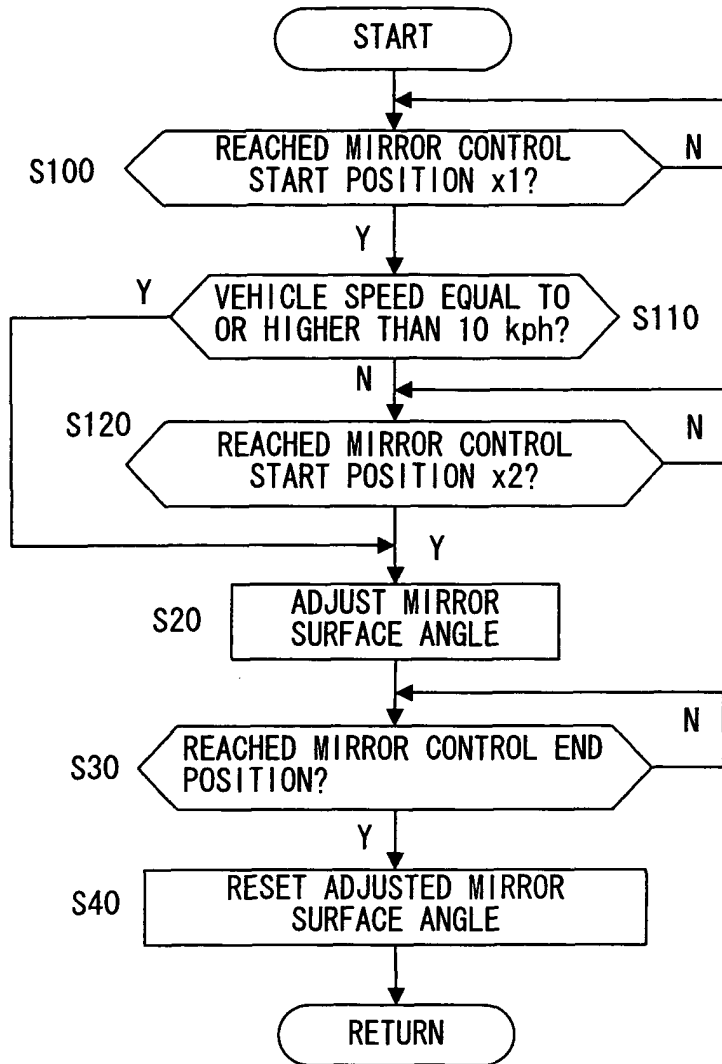 START
REACHED MIRROR CONTROL
START POSITION x1?
N
S100
Y
Y
VEHICLE SPEED EQUAL TO
OR HIGHER THAN 10 kph?
S110
N
S120
REACHED MIRROR CONTROL
START POSITION x2?
N
Y
S20
ADJUST MIRROR
SURFACE ANGLE
N
S30
REACHED MIRROR CONTROL END
POSITION?
Y
S40
RESET ADJUSTED MIRROR
SURFACE ANGLE
RETURN